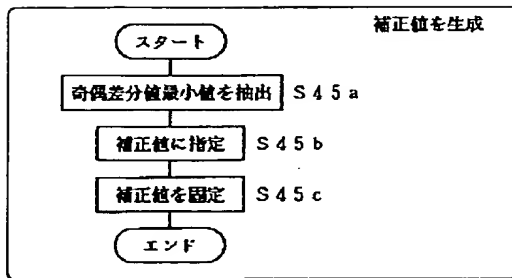 補正値を生成
スタート
奇偶差分値最小値を抽出 S45a
補正値に指定 S45b
補正値を固定 S45c
エンド